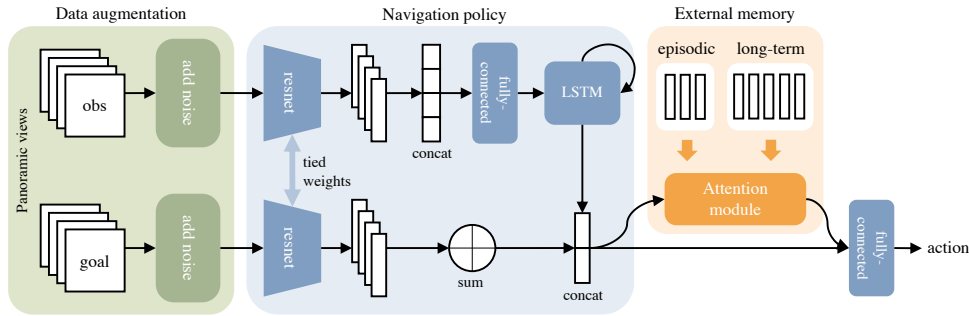 Data augmentation
Navigation policy
External memory
Panoramic views
obs
add noise
resnet
concat
fully-
connected
LSTM
episodic
long-term
tied
weights
Attention
module
goal
add noise
resnet
sum
concat
fully-
connected
action